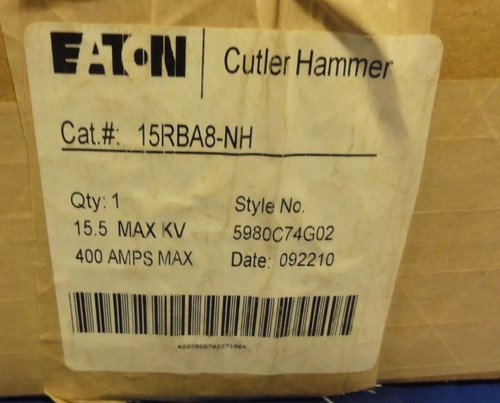 EATON Cutler Hammer
Cat.#: 15RBA8-NH
Qty: 1 Style No.
15.5 MAX KV 5980C74G02
400 AMPS MAX Date: 092210